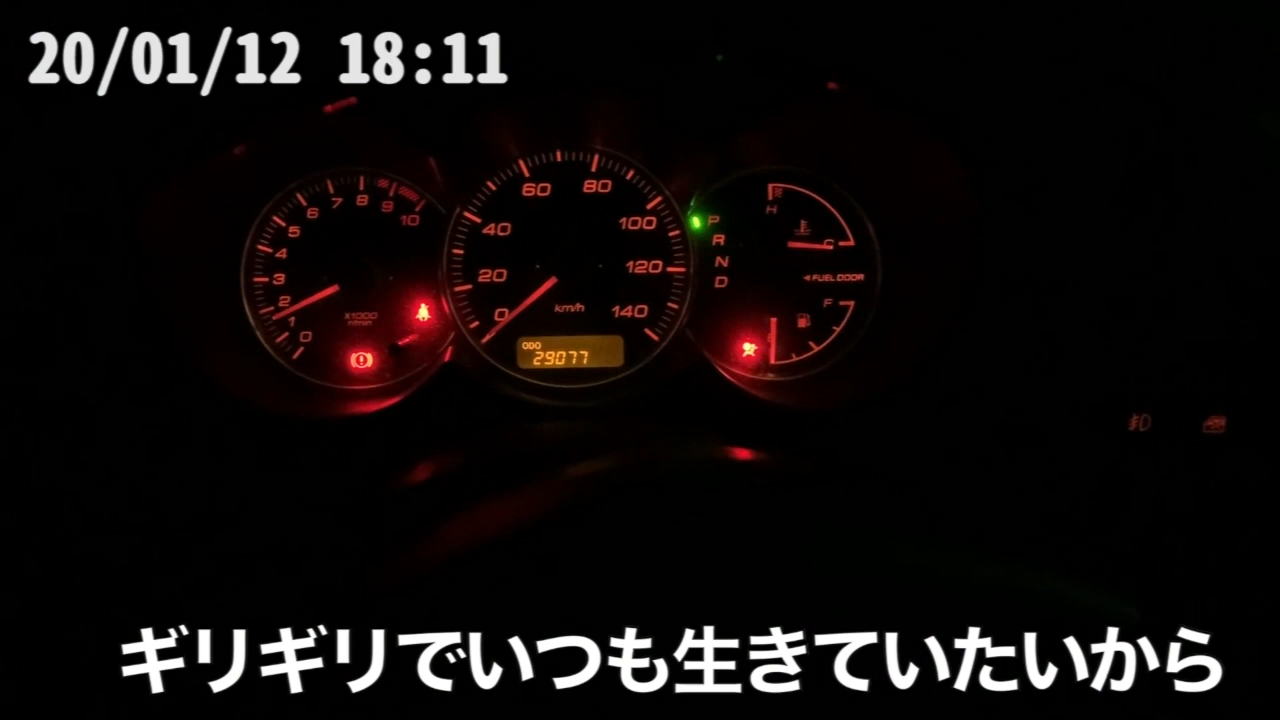 20/01/12 18:11
0 1 2 3 4 5 6 7 8 9 10
X1000
r/min
0 20 40 60 80 100 120 140
km/h
ODO
29077
P
R
N
D
H
C
FUEL DOOR
F
ギリギリでいつも生きていたいから